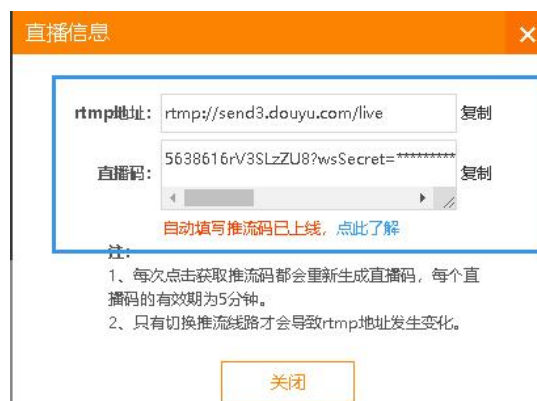 直播信息
rtmp地址: rtmp://send3.douyu.com/live 复制
直播码: 5638616rV3SLzZU8?wsSecret=********* 复制
自动填写推流码已上线，点此了解
注:
1、每次点击获取推流码都会重新生成直播码，每个直
播码的有效期为5分钟。
2、只有切换推流线路才会导致rtmp地址发生变化。
关闭